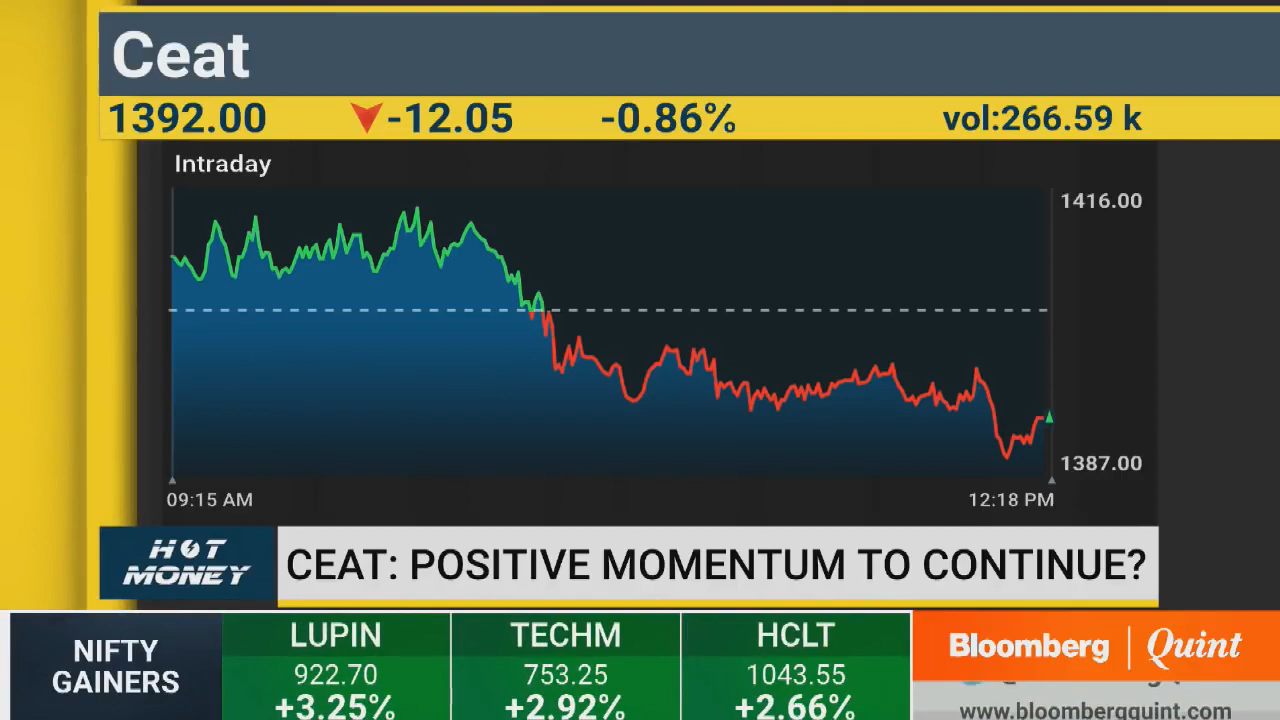 Ceat
1392.00 -12.05 -0.86% vol:266.59 k
Intraday
1416.00
1387.00
09:15 AM 12:18 PM
HOT
MONEY
CEAT: POSITIVE MOMENTUM TO CONTINUE?
NIFTY
GAINERS
LUPIN
922.70
+3.25%
TECHM
753.25
+2.92%
HCLT
1043.55
+2.66%
Bloomberg | Quint
www.bloombergquint.com